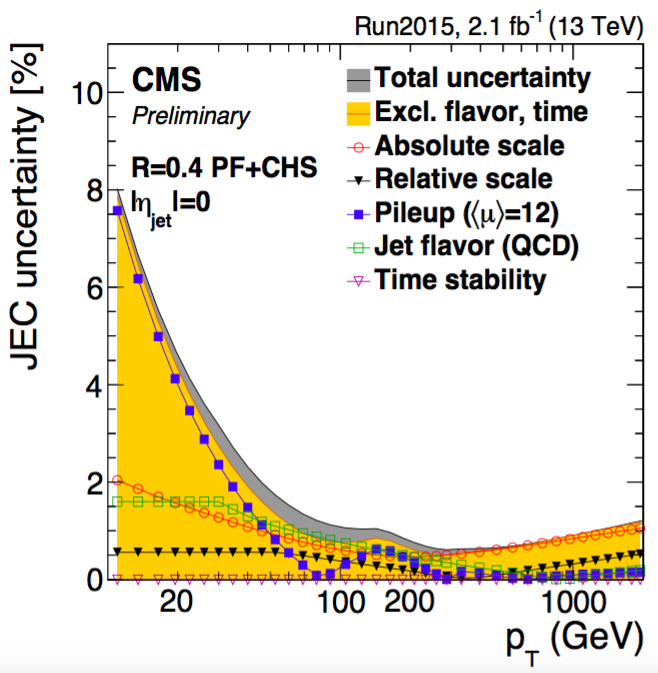 Run2015, 2.1 fb⁻¹ (13 TeV)
JEC uncertainty [%]
CMS
Preliminary
R=0.4 PF+CHS
|η_jet|=0
Total uncertainty
Excl. flavor, time
Absolute scale
Relative scale
Pileup (⟨μ⟩=12)
Jet flavor (QCD)
Time stability
10
8
6
4
2
0
20 100 200 1000
p_T (GeV)